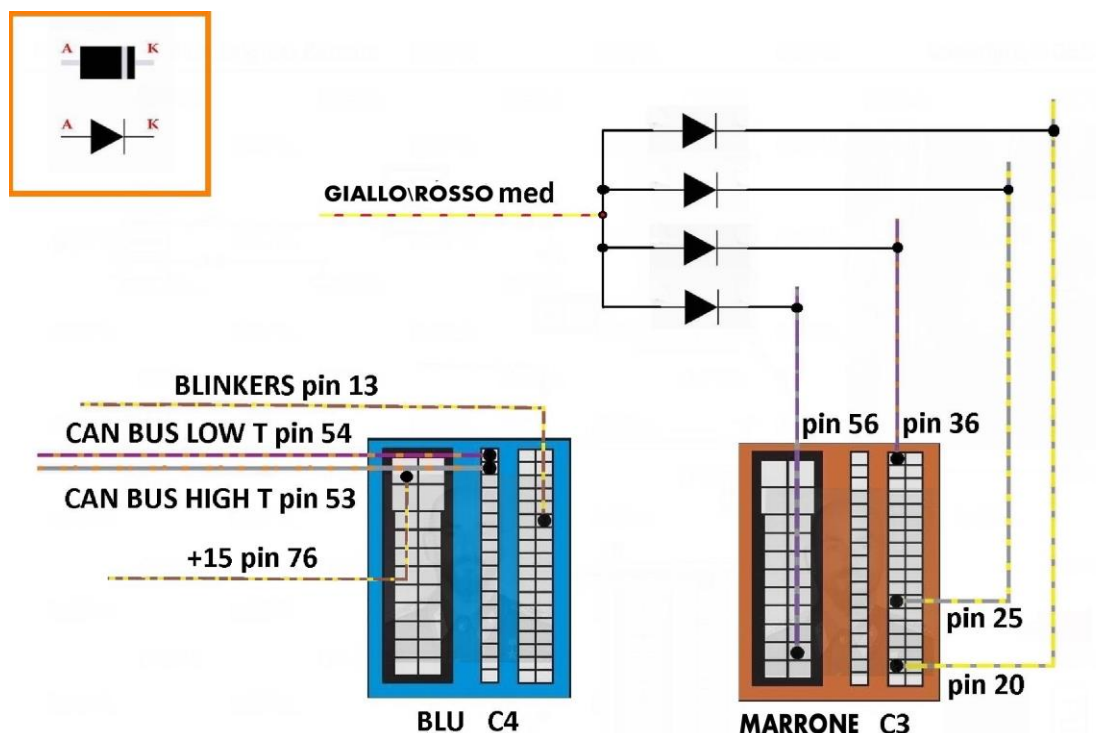 A K
A K
GIALLO\ROSSO med
BLINKERS pin 13
CAN BUS LOW T pin 54
CAN BUS HIGH T pin 53
+15 pin 76
pin 56
pin 36
pin 25
pin 20
BLU C4
MARRONE C3